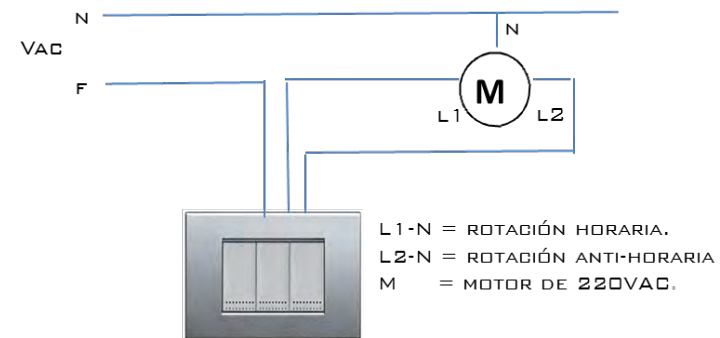 N
N
VAC
F
M
L1
L2
L1-N = ROTACIÓN HORARIA.
L2-N = ROTACIÓN ANTI-HORARIA
M = MOTOR DE 220VAC.